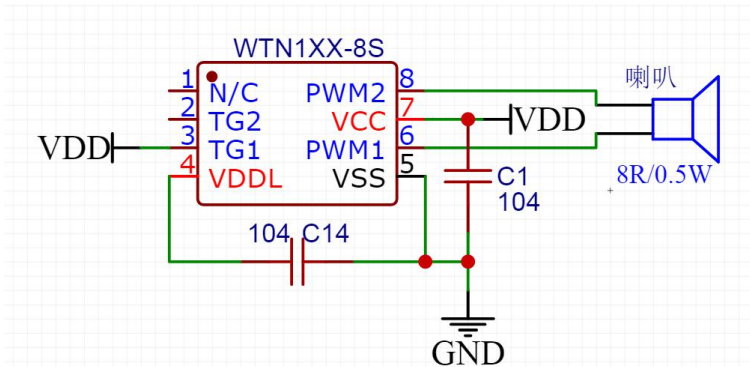 WTN1XX-8S
1 N/C PWM2 8
2 TG2 VCC 7
3 TG1 PWM1 6
4 VDDL VSS 5
VDD
VDD
喇叭
8R/0.5W
C1
104
104 C14
GND